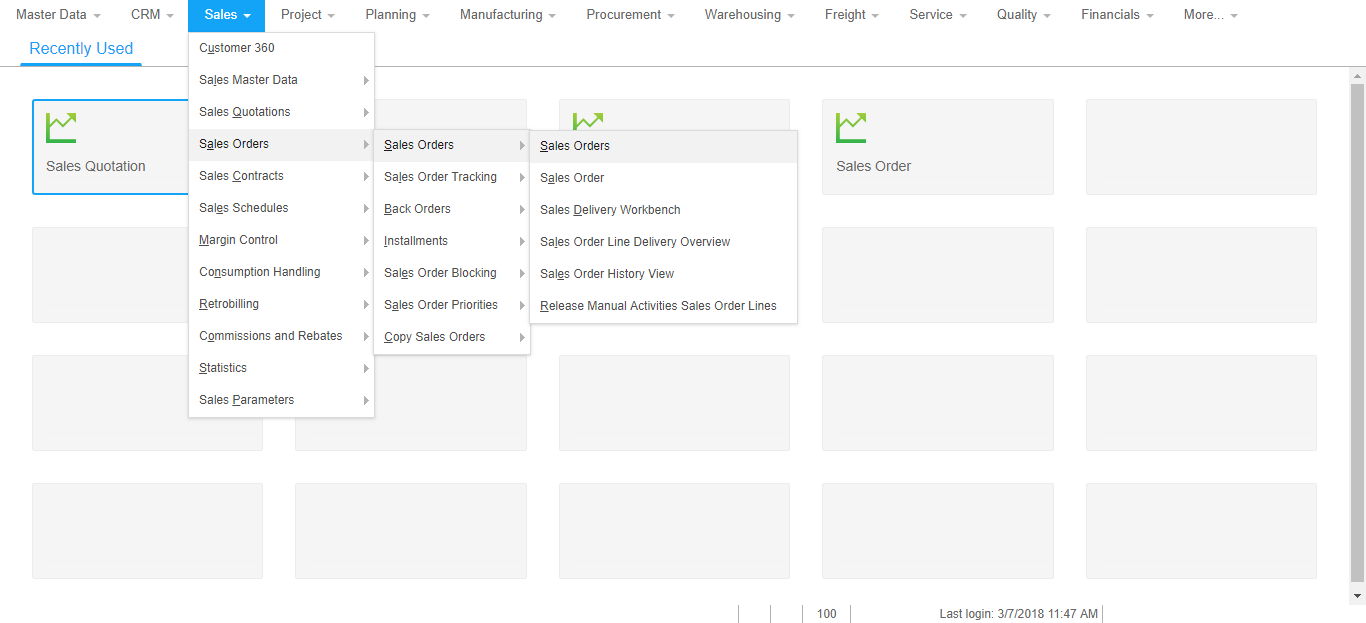 Master Data CRM Sales Project Planning Manufacturing Procurement Warehousing Freight Service Quality Financials More...
Recently Used
Customer 360
Sales Master Data
Sales Quotations
Sales Orders
Sales Contracts
Sales Schedules
Margin Control
Consumption Handling
Retrobilling
Commissions and Rebates
Statistics
Sales Parameters
Sales Orders
Sales Order Tracking
Back Orders
Installments
Sales Order Blocking
Sales Order Priorities
Copy Sales Orders
Sales Orders
Sales Order
Sales Delivery Workbench
Sales Order Line Delivery Overview
Sales Order History View
Release Manual Activities Sales Order Lines
Sales Quotation
Sales Order
100
Last login: 3/7/2018 11:47 AM